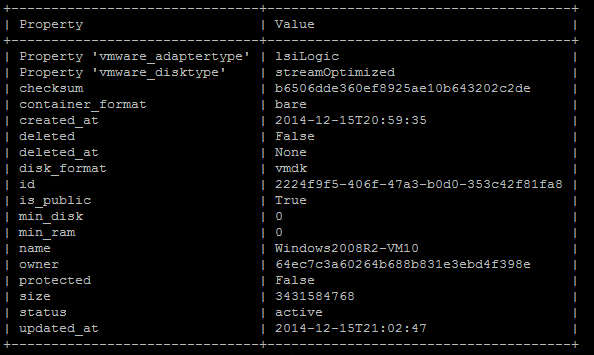 +-------------------------------+--------------------------------------+
| Property                      | Value                                |
+-------------------------------+--------------------------------------+
| Property 'vmware_adaptertype' | lsiLogic                             |
| Property 'vmware_disktype'    | streamOptimized                      |
| checksum                      | b6506dde360ef8925ae10b643202c2de     |
| container_format              | bare                                 |
| created_at                    | 2014-12-15T20:59:35                  |
| deleted                       | False                                |
| deleted_at                    | None                                 |
| disk_format                   | vmdk                                 |
| id                            | 2224f9f5-406f-47a3-b0d0-353c42f81fa8 |
| is_public                     | True                                 |
| min_disk                      | 0                                    |
| min_ram                       | 0                                    |
| name                          | Windows2008R2-VM10                   |
| owner                         | 64ec7c3a60264b688b831e3ebd4f398e     |
| protected                     | False                                |
| size                          | 3431584768                           |
| status                        | active                               |
| updated_at                    | 2014-12-15T21:02:47                  |
+-------------------------------+--------------------------------------+